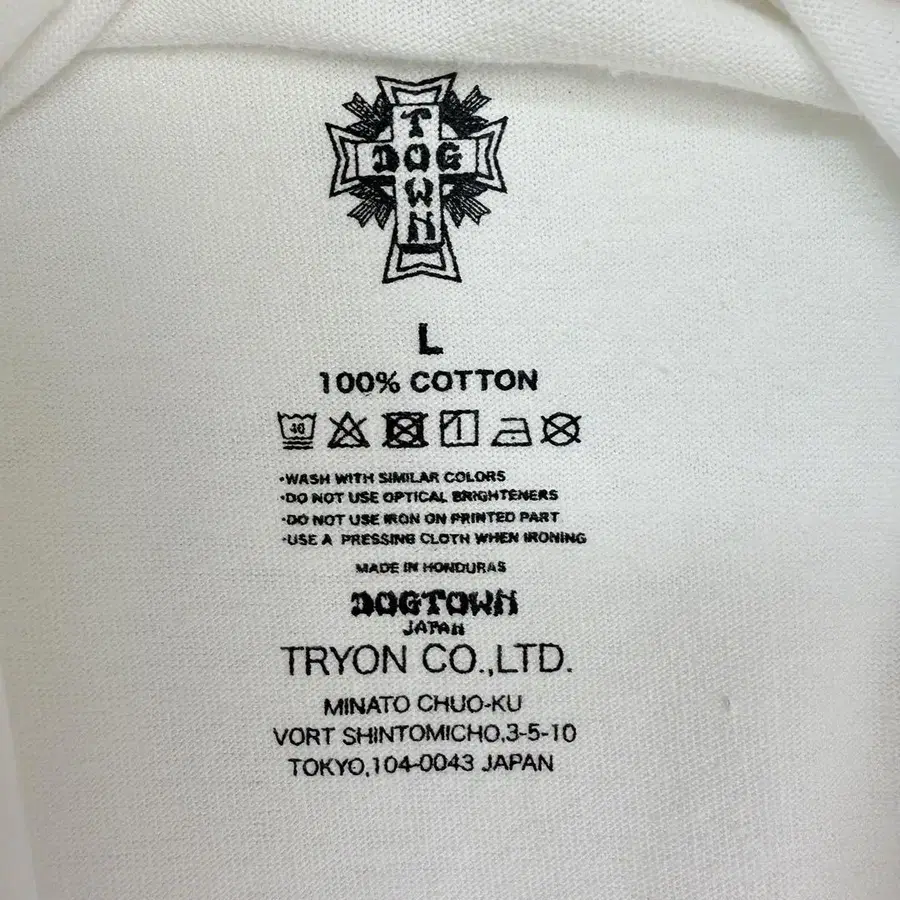 DOG TOWN
L
100% COTTON
40
•WASH WITH SIMILAR COLORS
•DO NOT USE OPTICAL BRIGHTENERS
•DO NOT USE IRON ON PRINTED PART
•USE A PRESSING CLOTH WHEN IRONING
MADE IN HONDURAS
DOGTOWN
JAPAN
TRYON CO.,LTD.
MINATO CHUO-KU
VORT SHINTOMICHO,3-5-10
TOKYO,104-0043 JAPAN